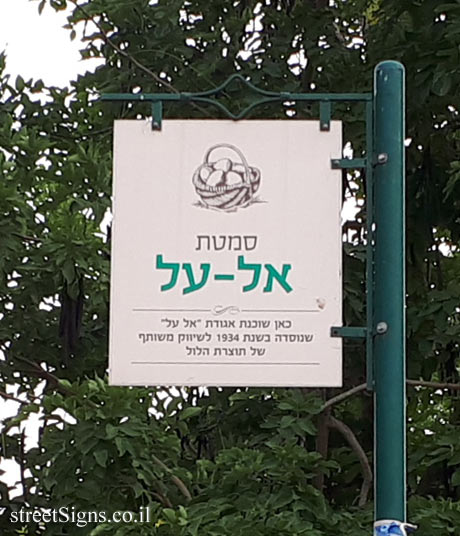 סמטת
אל-על
כאן שוכנת אגודת "אל על"
שנוסדה בשנת 1934 לשיווק משותף
של תוצרת הלול
streetSigns.co.il